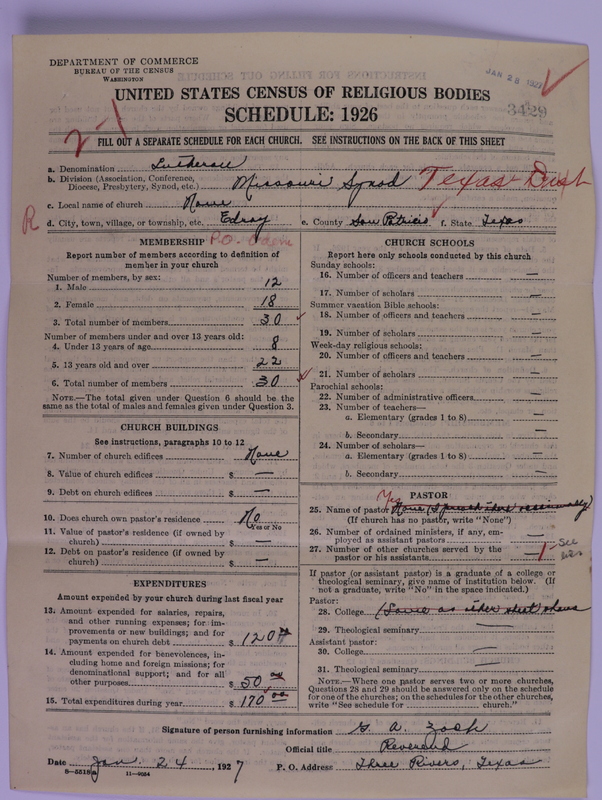 DEPARTMENT OF COMMERCE
BUREAU OF THE CENSUS
WASHINGTON
JAN 28 1927
UNITED STATES CENSUS OF RELIGIOUS BODIES
SCHEDULE: 1926
3429
2-1
FILL OUT A SEPARATE SCHEDULE FOR EACH CHURCH. SEE INSTRUCTIONS ON THE BACK OF THIS SHEET
a. Denomination Lutheran
b. Division (Association, Conference, Diocese, Presbytery, Synod, etc.) Missouri Synod Texas Dist
c. Local name of church None
R d. City, town, village, or township, etc. Edroy e. County San Patricio f. State Texas
P.O. Odem
MEMBERSHIP
Report number of members according to definition of
member in your church
Number of members, by sex:
1. Male 12
2. Female 18
3. Total number of members 30
Number of members under and over 13 years old:
4. Under 13 years of age 8
5. 13 years old and over 22
6. Total number of members 30
NOTE.—The total given under Question 6 should be the
same as the total of males and females given under Question 3.
CHURCH BUILDINGS
See instructions, paragraphs 10 to 12
7. Number of church edifices None
8. Value of church edifices $ —
9. Debt on church edifices $ —
10. Does church own pastor's residence? No
Yes or No
11. Value of pastor's residence (if owned by
church) $ —
12. Debt on pastor's residence (if owned by
church) $ —
EXPENDITURES
Amount expended by your church during last fiscal year
13. Amount expended for salaries, repairs,
and other running expenses; for im-
provements or new buildings; and for
payments on church debt $ 120
14. Amount expended for benevolences, in-
cluding home and foreign missions; for
denominational support; and for all
other purposes $ 50
15. Total expenditures during year $ 170 00
CHURCH SCHOOLS
Report here only schools conducted by this church
Sunday schools:
16. Number of officers and teachers —
17. Number of scholars —
Summer vacation Bible schools:
18. Number of officers and teachers —
19. Number of scholars —
Week-day religious schools:
20. Number of officers and teachers —
21. Number of scholars —
Parochial schools:
22. Number of administrative officers —
23. Number of teachers—
a. Elementary (grades 1 to 8) —
b. Secondary —
24. Number of scholars—
a. Elementary (grades 1 to 8) —
b. Secondary —
PASTOR
Yes
25. Name of pastor None (I preach there occasionally)
(If church has no pastor, write "None")
26. Number of ordained ministers, if any, em-
ployed as assistant pastors —
27. Number of other churches served by the
pastor or his assistants — 1 see
If pastor (or assistant pastor) is a graduate of a college or
theological seminary, give name of institution below. (If
not a graduate, write "No" in the space indicated.)
Pastor:
28. College (Same as other sheet shows
29. Theological seminary —
Assistant pastor:
30. College —
31. Theological seminary —
NOTE.—Where one pastor serves two or more churches,
Questions 28 and 29 should be answered only on the schedule
for one of the churches; on the schedules for the other churches,
write "See schedule for church."
Signature of person furnishing information G. A. Zoch
Official title Reverend
Date Jan. 24, 1927 P. O. Address Three Rivers, Texas
8—5518a 11—9054